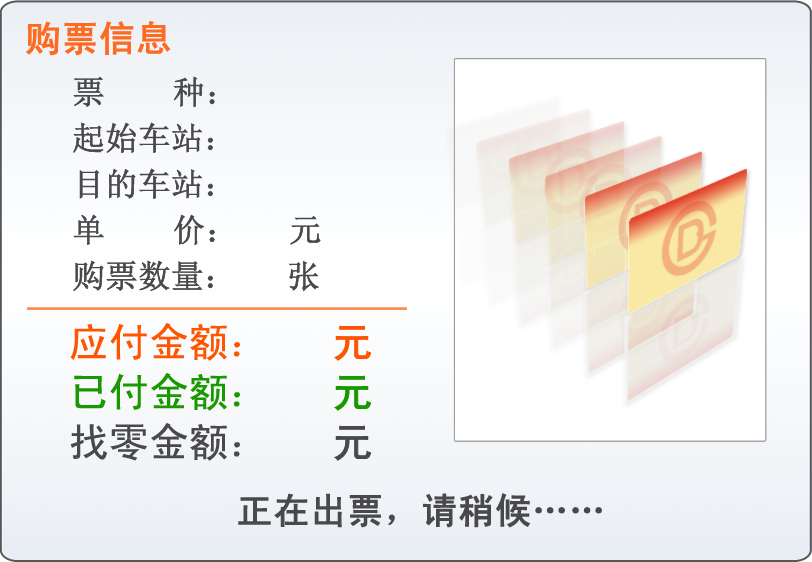 购票信息
票 种：
起始车站：
目的车站：
单 价： 元
购票数量： 张
应付金额： 元
已付金额： 元
找零金额： 元
正在出票，请稍候……